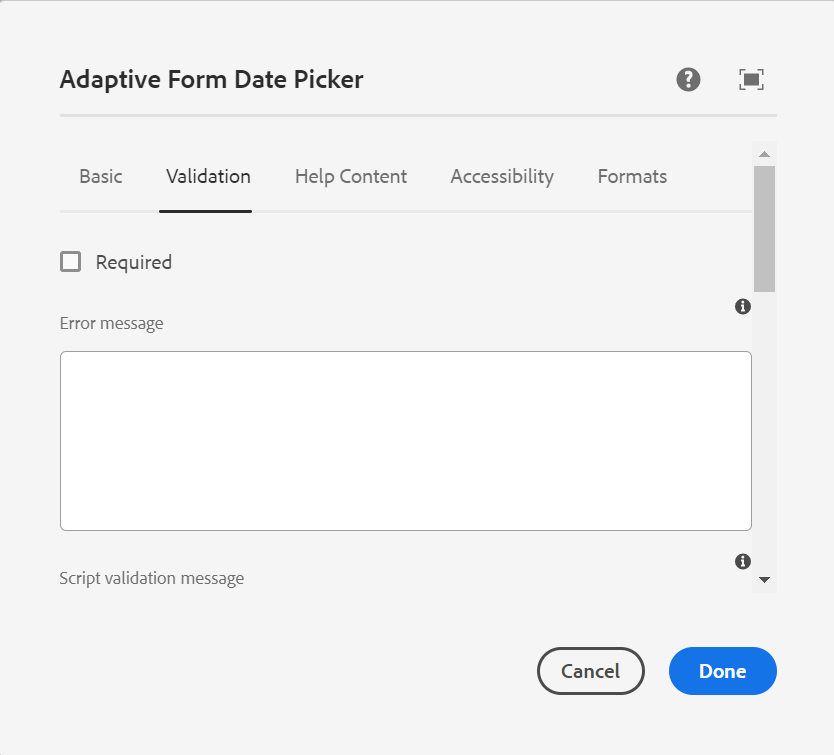 Adaptive Form Date Picker
Basic Validation Help Content Accessibility Formats
Required
Error message
Script validation message
Cancel Done